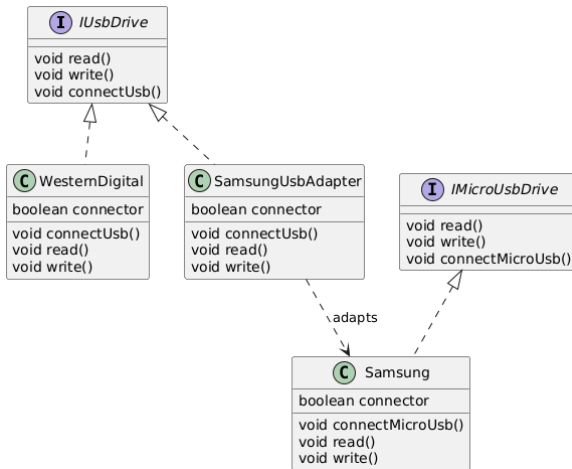 I IUsbDrive
void read()
void write()
void connectUsb()
C WesternDigital
boolean connector
void connectUsb()
void read()
void write()
C SamsungUsbAdapter
boolean connector
void connectUsb()
void read()
void write()
I IMicroUsbDrive
void read()
void write()
void connectMicroUsb()
adapts
C Samsung
boolean connector
void connectMicroUsb()
void read()
void write()